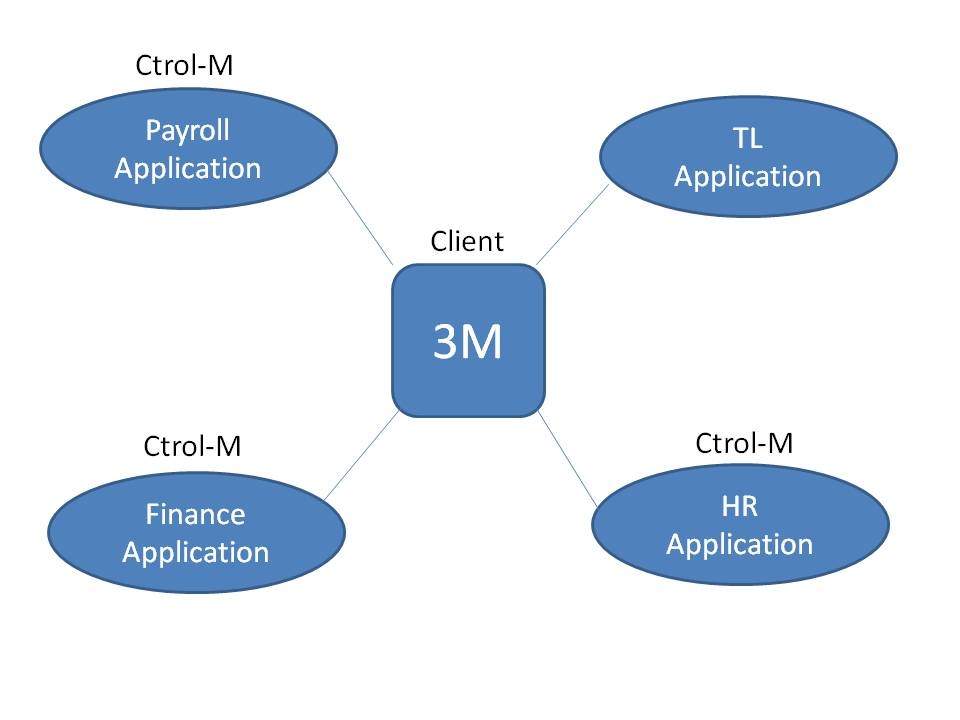 Ctrol-M
Payroll
Application
TL
Application
Client
3M
Ctrol-M
Finance
Application
Ctrol-M
HR
Application